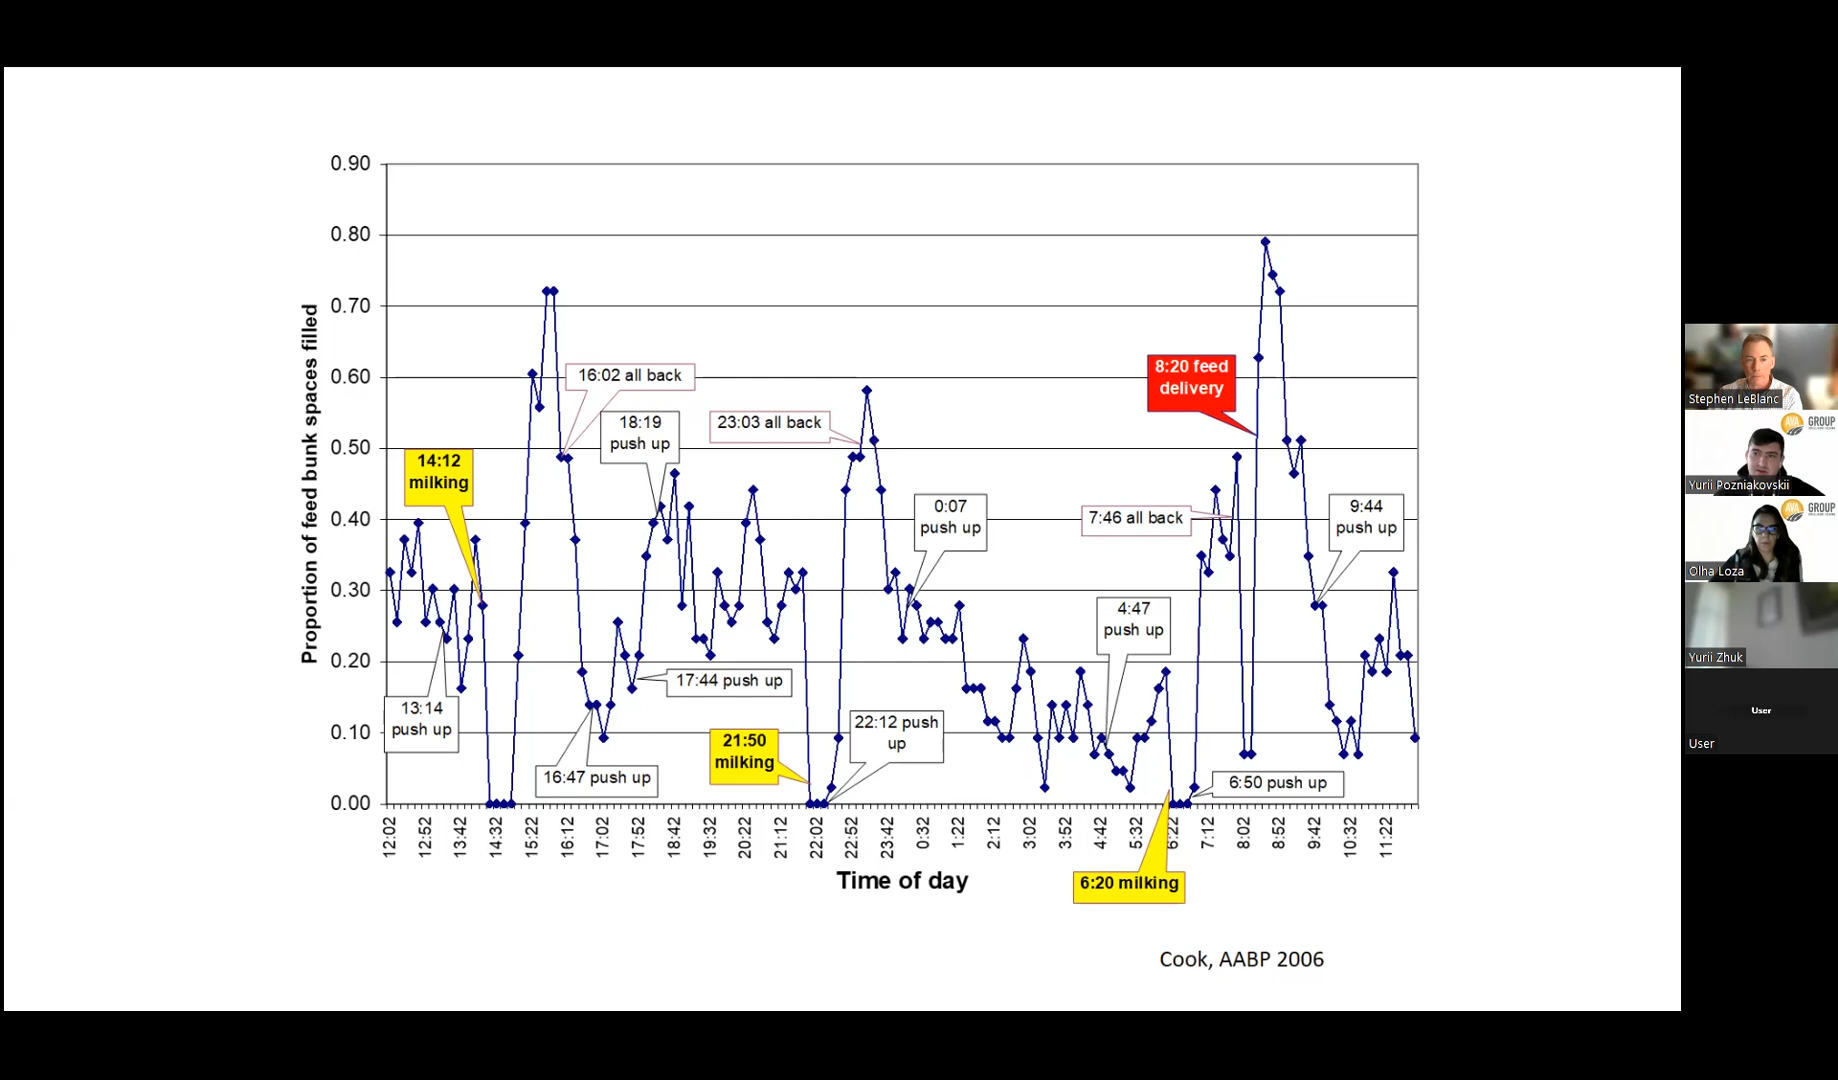 0.90
0.80
0.70
0.60
0.50
0.40
0.30
0.20
0.10
0.00
Proportion of feed bunk spaces filled
14:12
milking
13:14
push up
16:02 all back
18:19
push up
16:47 push up
17:44 push up
23:03 all back
21:50
milking
22:12 push
up
0:07
push up
4:47
push up
7:46 all back
8:20 feed
delivery
6:50 push up
9:44
push up
6:20 milking
12:02
12:52
13:42
14:32
15:22
16:12
17:02
17:52
18:42
19:32
20:22
21:12
22:02
22:52
23:42
0:32
1:22
2:12
3:02
3:52
4:42
5:32
6:22
7:12
8:02
8:52
9:42
10:32
11:22
Time of day
Cook, AABP 2006
Stephen LeBlanc
AVA GROUP
Yurii Pozniakovskii
AVA GROUP
Olha Loza
Yurii Zhuk
User
User